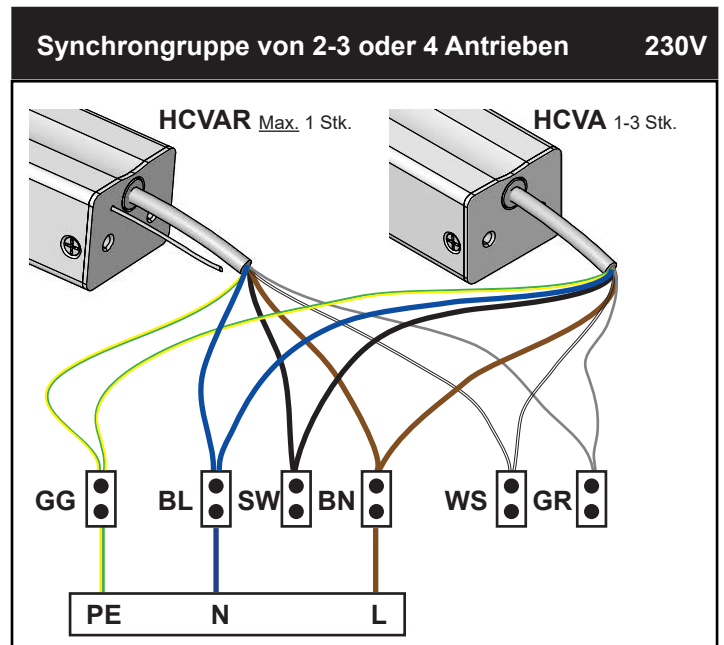 Synchrongruppe von 2-3 oder 4 Antrieben 230V
HCVAR Max. 1 Stk.
HCVA 1-3 Stk.
GG BL SW BN WS GR
PE N L